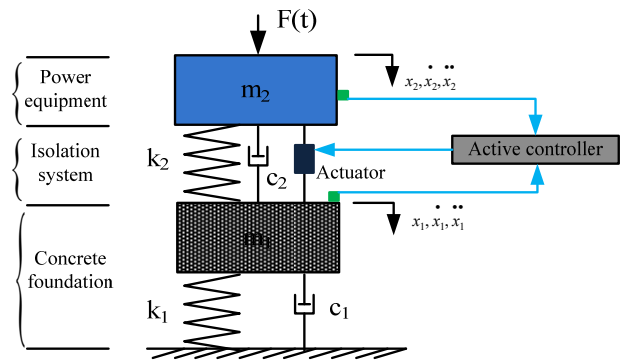 F(t)
Power
equipment
m₂
x₂, ẋ₂, ẍ₂
Isolation
system
k₂
c₂
Actuator
Active controller
m₁
x₁, ẋ₁, ẍ₁
Concrete
foundation
k₁
c₁